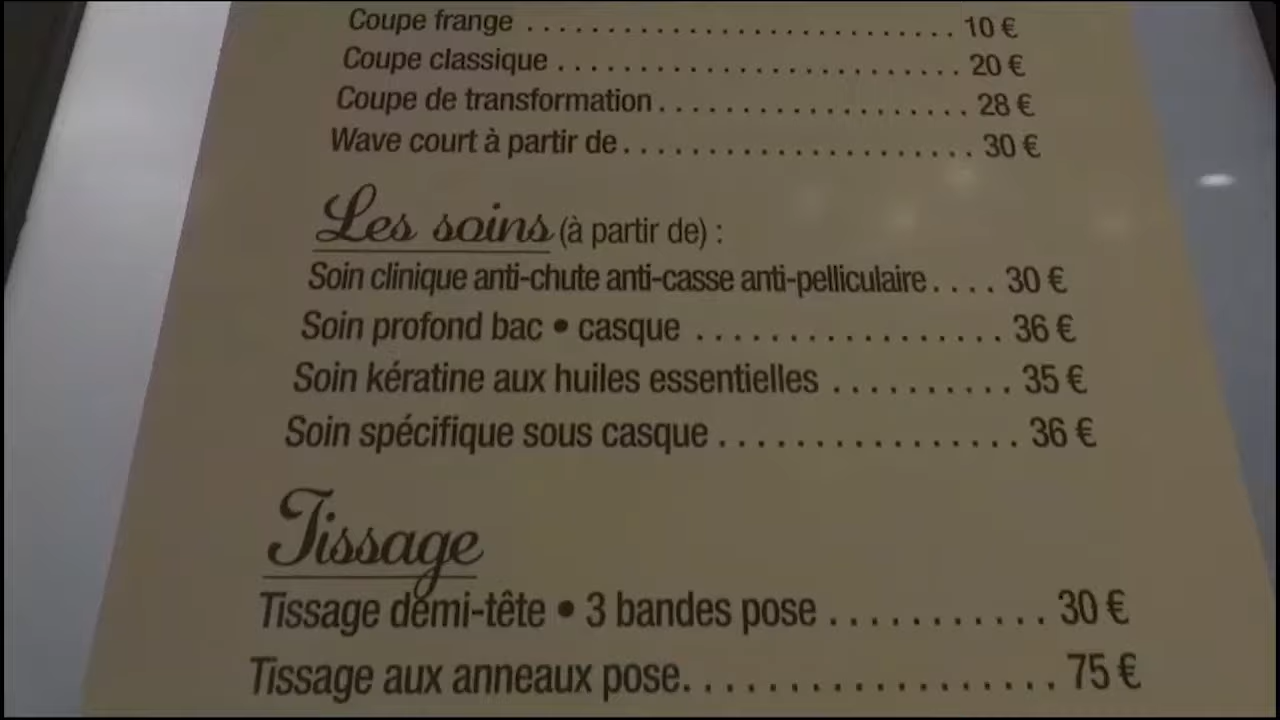 Coupe frange . . . . . . . . . . . . . . . . . . . . . . . . . . . . 10 €
Coupe classique . . . . . . . . . . . . . . . . . . . . . . . . . . 20 €
Coupe de transformation . . . . . . . . . . . . . . . . . . . 28 €
Wave court à partir de . . . . . . . . . . . . . . . . . . . . . . 30 €
Les soins (à partir de) :
Soin clinique anti-chute anti-casse anti-pelliculaire . . . . 30 €
Soin profond bac • casque . . . . . . . . . . . . . . . . . 36 €
Soin kératine aux huiles essentielles . . . . . . . . . . 35 €
Soin spécifique sous casque . . . . . . . . . . . . . . . . 36 €
Tissage
Tissage demi-tête • 3 bandes pose . . . . . . . . . . . 30 €
Tissage aux anneaux pose. . . . . . . . . . . . . . . . . . . 75 €